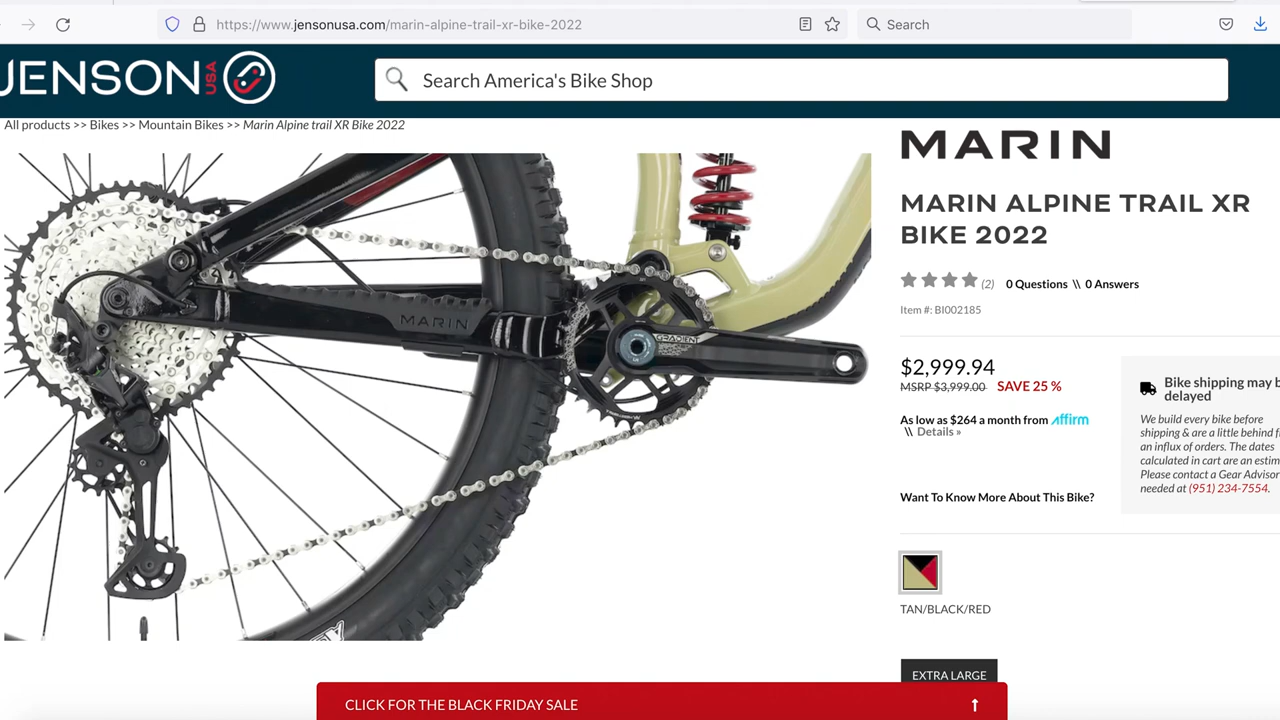 https://www.jensonusa.com/marin-alpine-trail-xr-bike-2022
Search
JENSON USA
Search America's Bike Shop
All products >> Bikes >> Mountain Bikes >> Marin Alpine trail XR Bike 2022
MARIN
MARIN ALPINE TRAIL XR
BIKE 2022
(2) 0 Questions \\ 0 Answers
Item #: BI002185
$2,999.94
MSRP $3,999.00 SAVE 25 %
As low as $264 a month from affirm
\\ Details »
Want To Know More About This Bike?
Bike shipping may b
delayed
We build every bike before
shipping & are a little behind f
an influx of orders. The dates
calculated in cart are an estim
Please contact a Gear Advisor
needed at (951) 234-7554.
TAN/BLACK/RED
EXTRA LARGE
CLICK FOR THE BLACK FRIDAY SALE
MARIN
GRADIENT